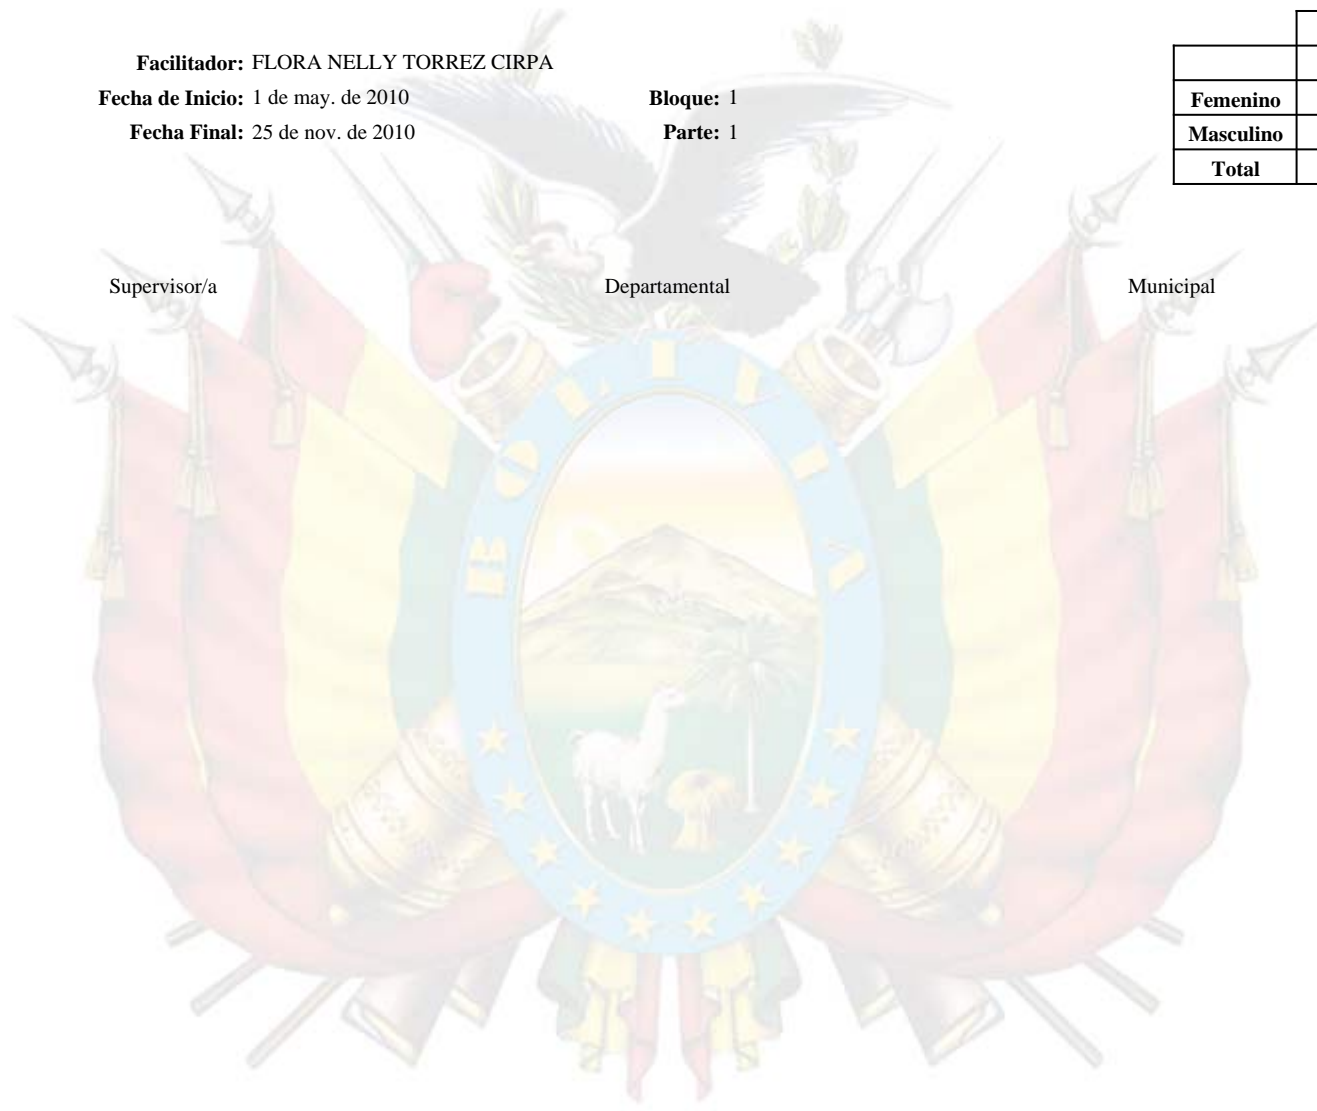 Facilitador: FLORA NELLY TORREZ CIRPA
Fecha de Inicio: 1 de may. de 2010 Bloque: 1
Fecha Final: 25 de nov. de 2010 Parte: 1
Femenino
Masculino
Total
Supervisor/a Departamental Municipal
BOLIVIA